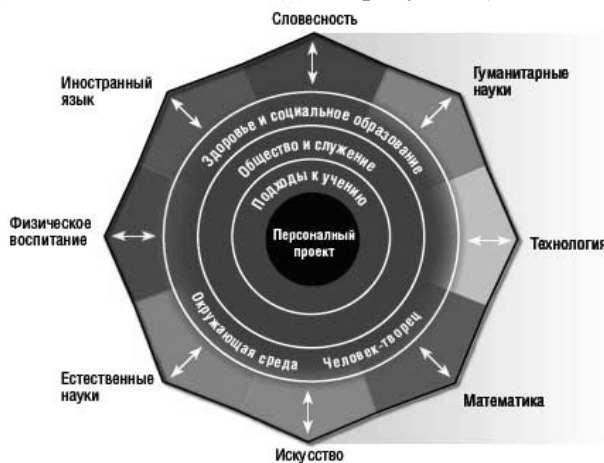 Словесность
Иностранный
язык
Гуманитарные
науки
Здоровье и социальное образование
Общество и служение
Подходы к учению
Физическое
воспитание
Персоналный
проект
Технология
Окружающая среда
Человек-творец
Естественные
науки
Математика
Искусство